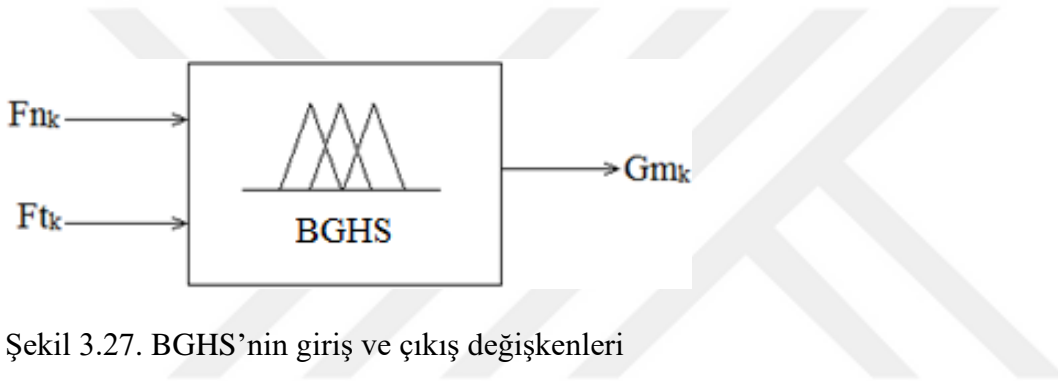 Fnk
Ftk
BGHS
Gmk
Şekil 3.27. BGHS’nin giriş ve çıkış değişkenleri